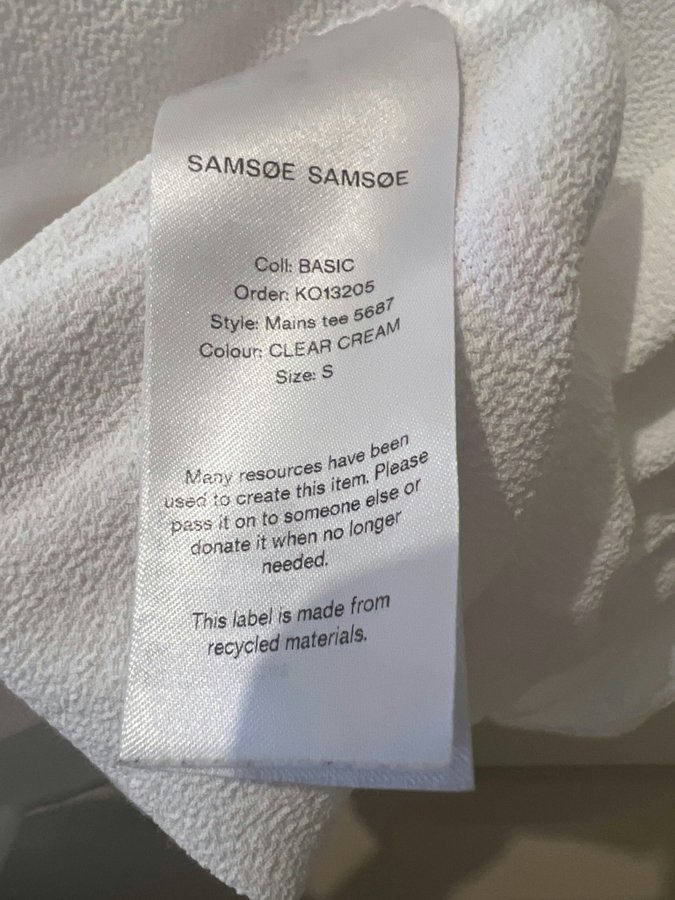 SAMSØE SAMSØE
Coll: BASIC
Order: KO13205
Style: Mains tee 5687
Colour: CLEAR CREAM
Size: S
Many resources have been
used to create this item. Please
pass it on to someone else or
donate it when no longer
needed.
This label is made from
recycled materials.